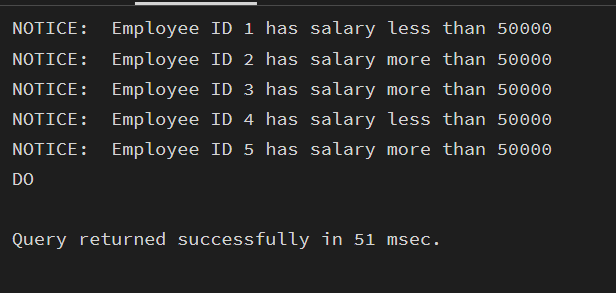 NOTICE:  Employee ID 1 has salary less than 50000
NOTICE:  Employee ID 2 has salary more than 50000
NOTICE:  Employee ID 3 has salary more than 50000
NOTICE:  Employee ID 4 has salary less than 50000
NOTICE:  Employee ID 5 has salary more than 50000
DO
Query returned successfully in 51 msec.